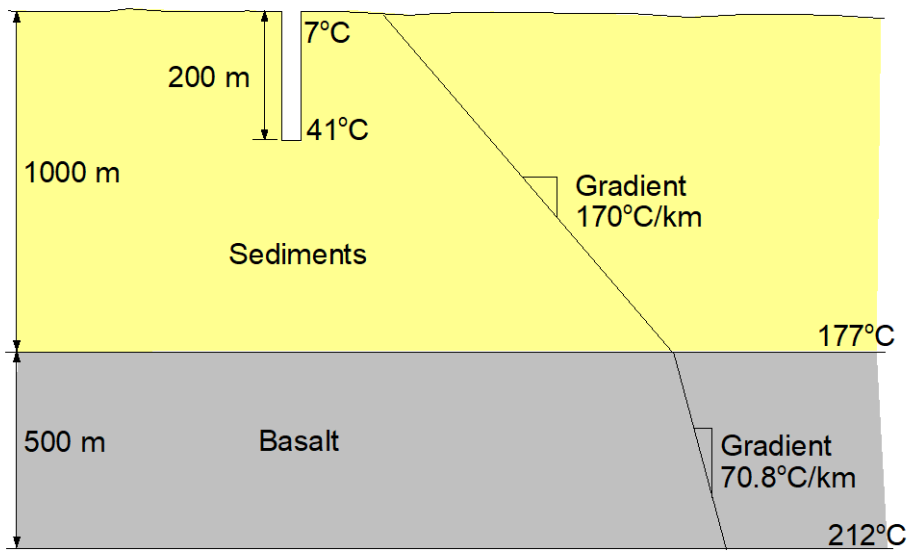 7°C
200 m
41°C
1000 m
Gradient
170°C/km
Sediments
177°C
500 m
Basalt
Gradient
70.8°C/km
212°C